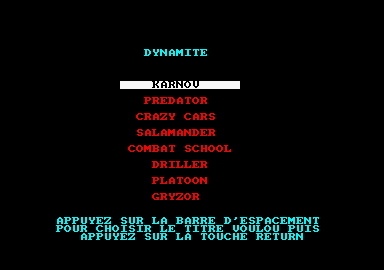 DYNAMITE
KARNOV
PREDATOR
CRAZY CARS
SALAMANDER
COMBAT SCHOOL
DRILLER
PLATOON
GRYZOR
APPUYEZ SUR LA BARRE D'ESPACEMENT
POUR CHOISIR LE TITRE VOULOU PUIS
APPUYEZ SUR LA TOUCHE RETURN